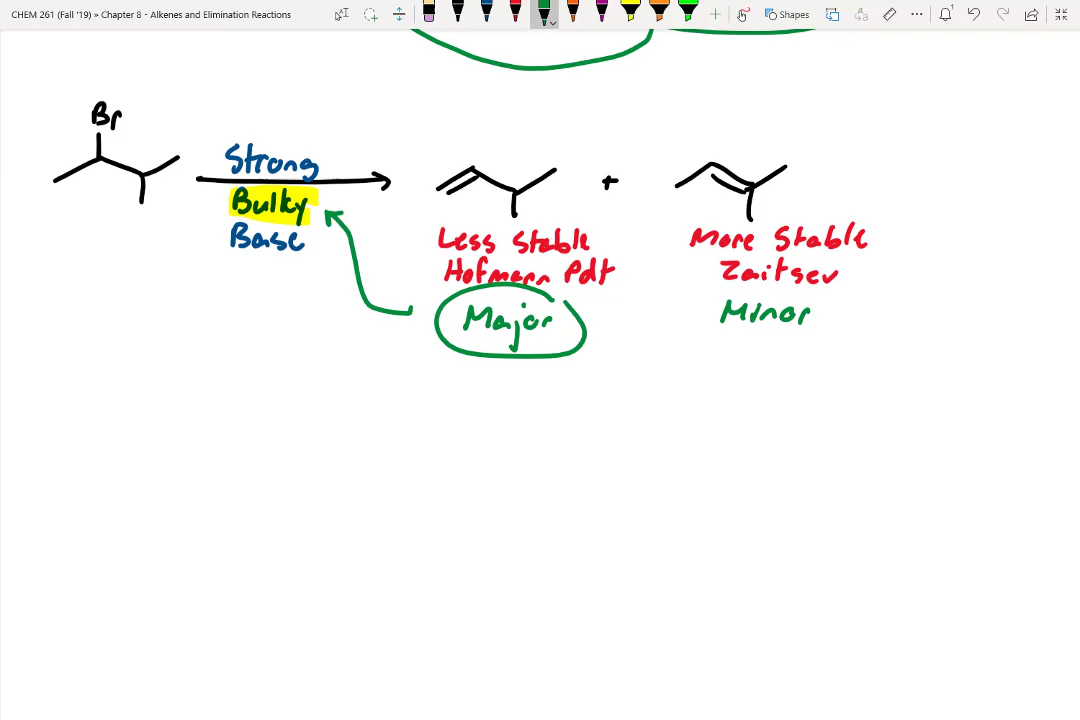 CHEM 261 (Fall '19) » Chapter 8 - Alkenes and Elimination Reactions
Shapes
1
Br
Strong
Bulky
Base
+
Less Stable
Hofmann Pdt
Major
More Stable
Zaitsev
Minor